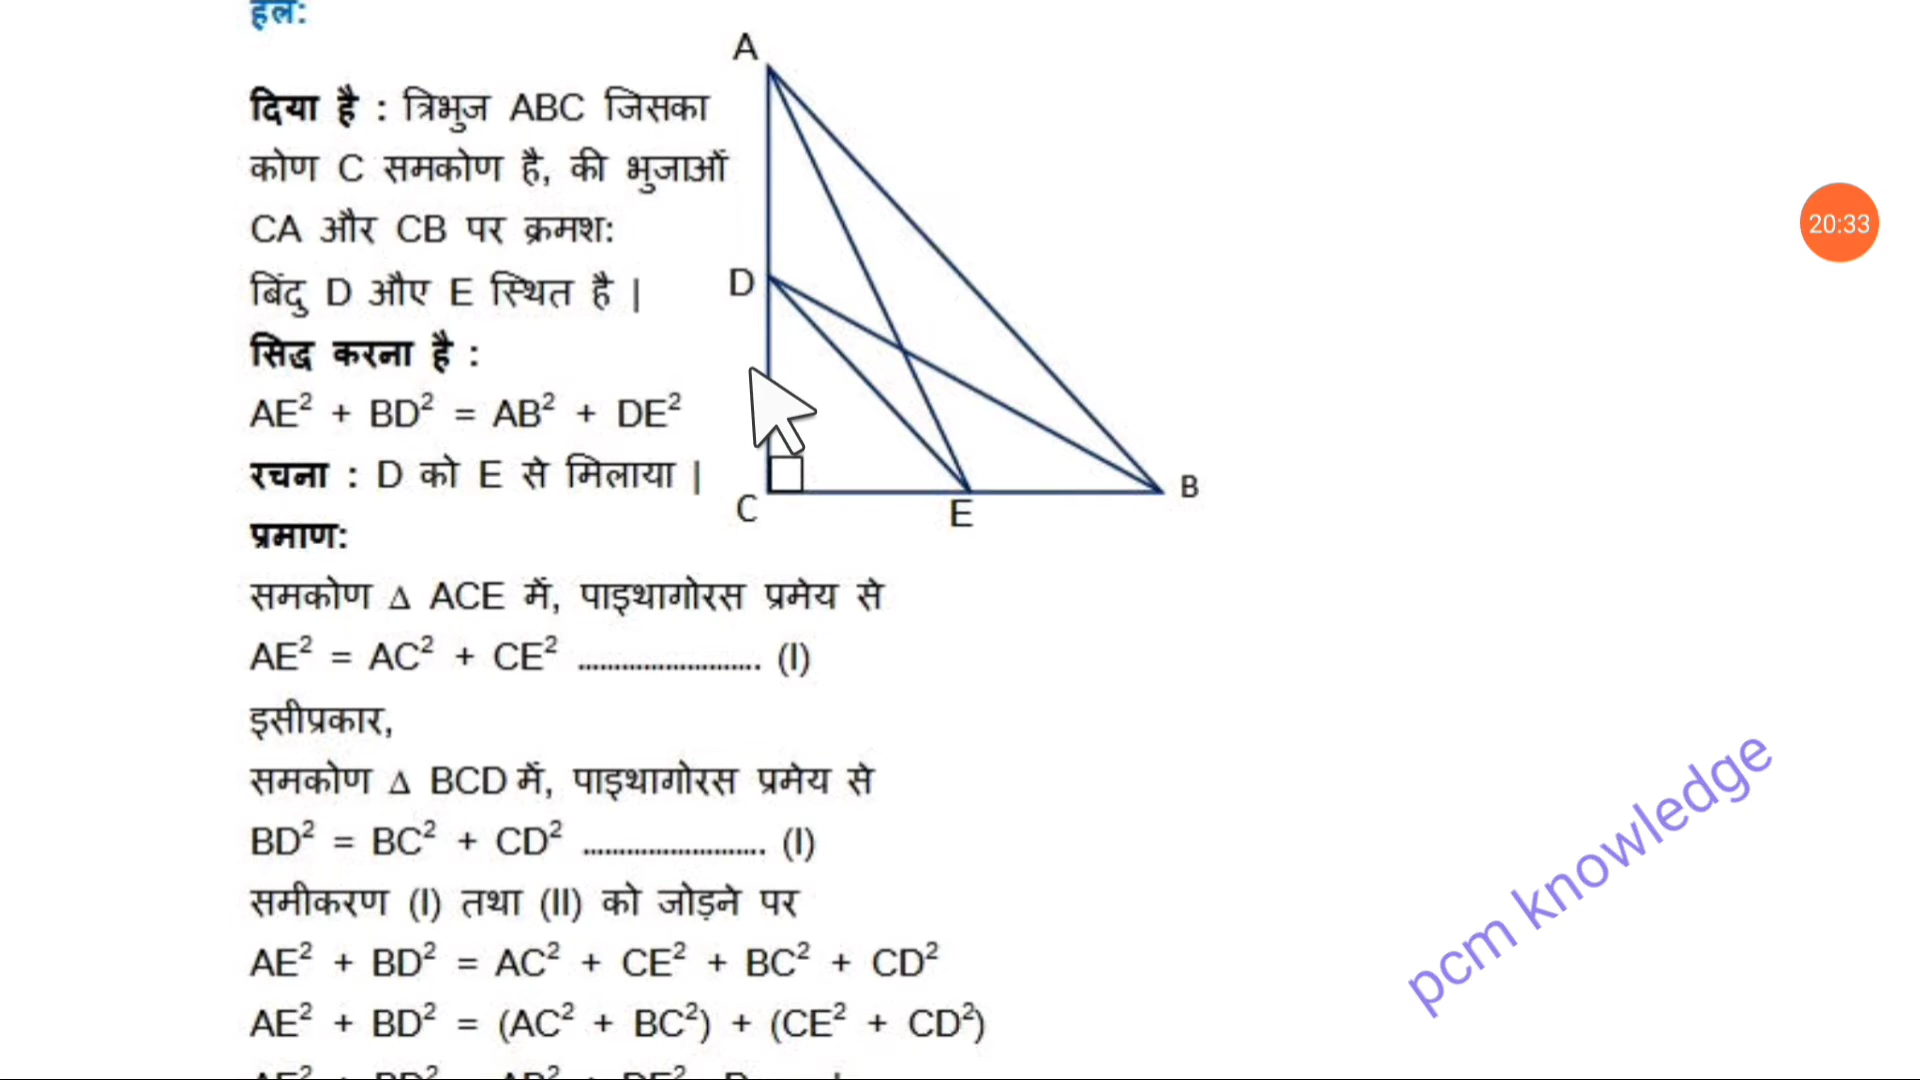 हल:
दिया है : त्रिभुज ABC जिसका
कोण C समकोण है, की भुजाओं
CA और CB पर क्रमश:
बिंदु D औए E स्थित है |
सिद्ध करना है :
AE² + BD² = AB² + DE²
रचना : D को E से मिलाया |
प्रमाण:
समकोण ∆ ACE में, पाइथागोरस प्रमेय से
AE² = AC² + CE² ......................... (I)
इसीप्रकार,
समकोण ∆ BCD में, पाइथागोरस प्रमेय से
BD² = BC² + CD² ......................... (I)
समीकरण (I) तथा (II) को जोड़ने पर
AE² + BD² = AC² + CE² + BC² + CD²
AE² + BD² = (AC² + BC²) + (CE² + CD²)
A
D
C
E
B
20:33
pcm knowledge